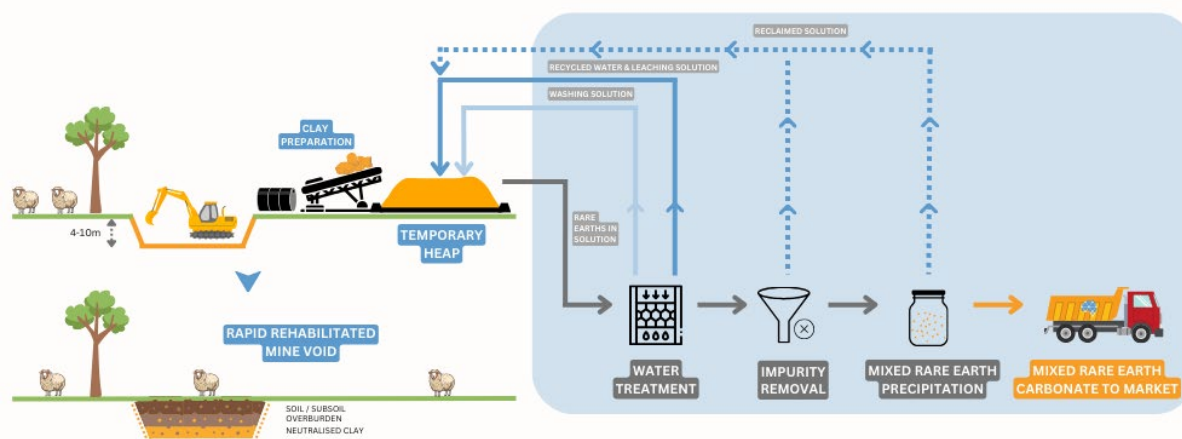 RECLAIMED SOLUTION
RECYCLED WATER & LEACHING SOLUTION
WASHING SOLUTION
CLAY
PREPARATION
RARE
EARTHS IN
SOLUTION
4-10m
TEMPORARY
HEAP
RAPID REHABILITATED
MINE VOID
WATER
TREATMENT
IMPURITY
REMOVAL
MIXED RARE EARTH
PRECIPITATION
MIXED RARE EARTH
CARBONATE TO MARKET
SOIL / SUBSOIL
OVERBURDEN
NEUTRALISED CLAY